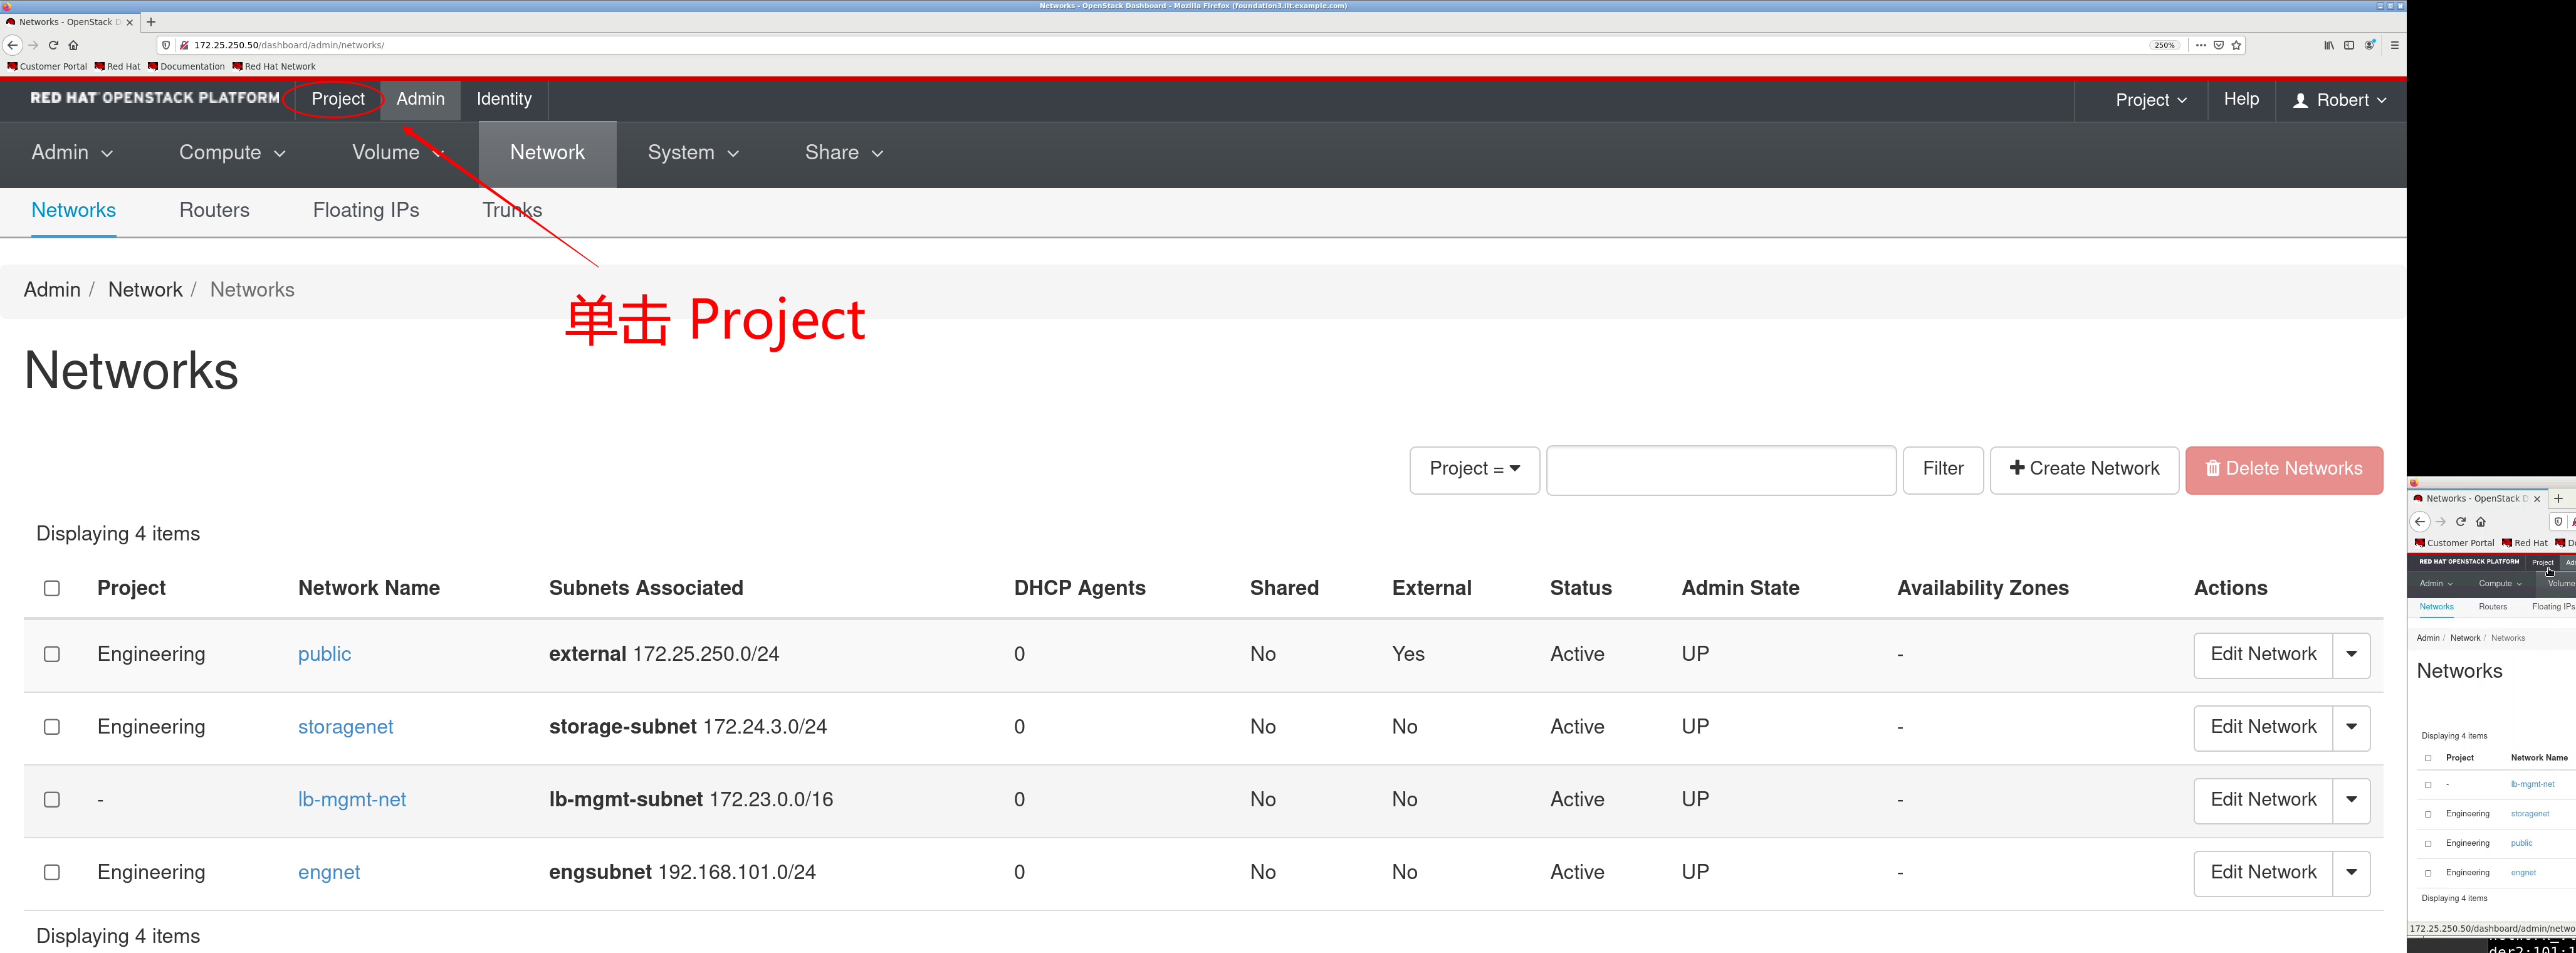 Networks - OpenStack Dashboard - Mozilla Firefox (foundation3.ilt.example.com)
Networks - OpenStack D
172.25.250.50/dashboard/admin/networks/
250%
Customer Portal Red Hat Documentation Red Hat Network
RED HAT OPENSTACK PLATFORM Project Admin Identity Project Help Robert
Admin Compute Volume Network System Share
Networks Routers Floating IPs Trunks
Admin / Network / Networks
单击 Project
Networks
Project = Filter Create Network Delete Networks
Displaying 4 items
Project Network Name Subnets Associated DHCP Agents Shared External Status Admin State Availability Zones Actions
Engineering public external 172.25.250.0/24 0 No Yes Active UP - Edit Network
Engineering storagenet storage-subnet 172.24.3.0/24 0 No No Active UP - Edit Network
- lb-mgmt-net lb-mgmt-subnet 172.23.0.0/16 0 No No Active UP - Edit Network
Engineering engnet engsubnet 192.168.101.0/24 0 No No Active UP - Edit Network
Displaying 4 items
Networks - OpenStack D
Customer Portal Red Hat
RED HAT OPENSTACK PLATFORM Project
Admin Compute Volume
Networks Routers Floating IPs
Admin / Network / Networks
Networks
Displaying 4 items
Project Network Name
- lb-mgmt-net
Engineering storagenet
Engineering public
Engineering engnet
Displaying 4 items
172.25.250.50/dashboard/admin/netwo